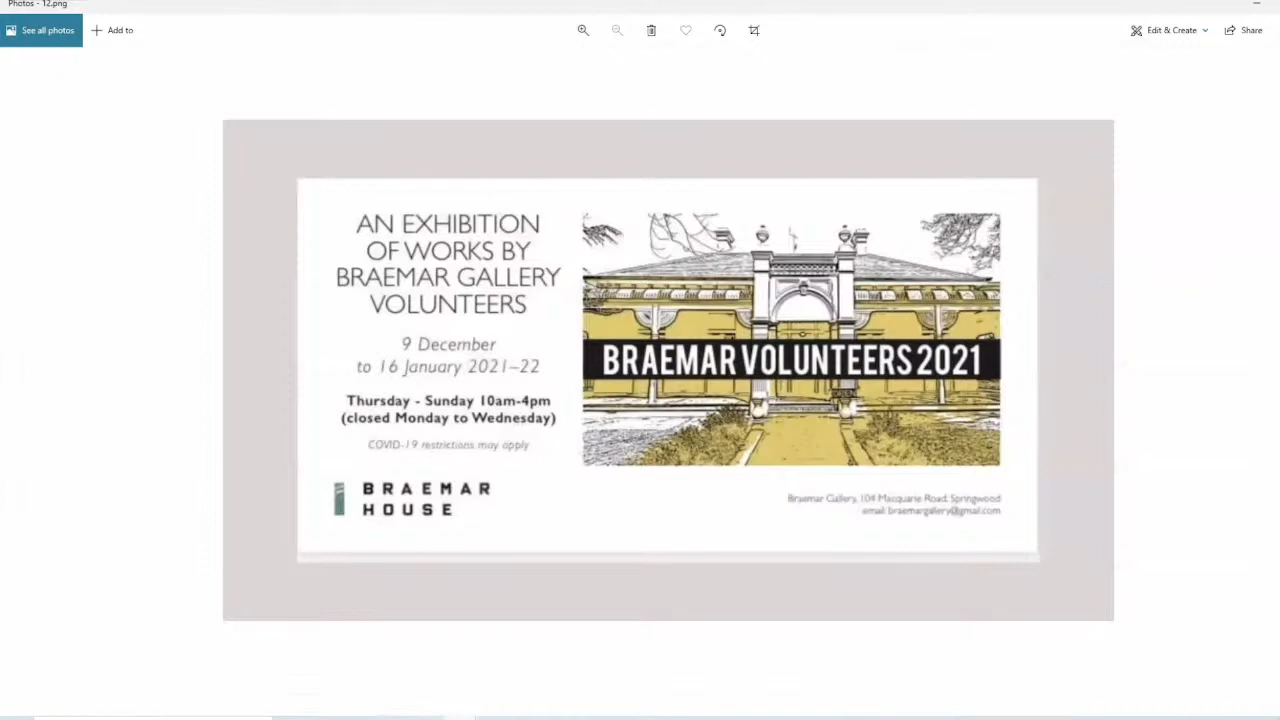 Photos - 12.png
See all photos
Add to
Edit & Create
Share
AN EXHIBITION
OF WORKS BY
BRAEMAR GALLERY
VOLUNTEERS
9 December
to 16 January 2021–22
Thursday - Sunday 10am-4pm
(closed Monday to Wednesday)
COVID-19 restrictions may apply
BRAEMAR
HOUSE
BRAEMAR VOLUNTEERS 2021
Braemar Gallery, 104 Macquarie Road, Springwood
email: braemargallery@gmail.com